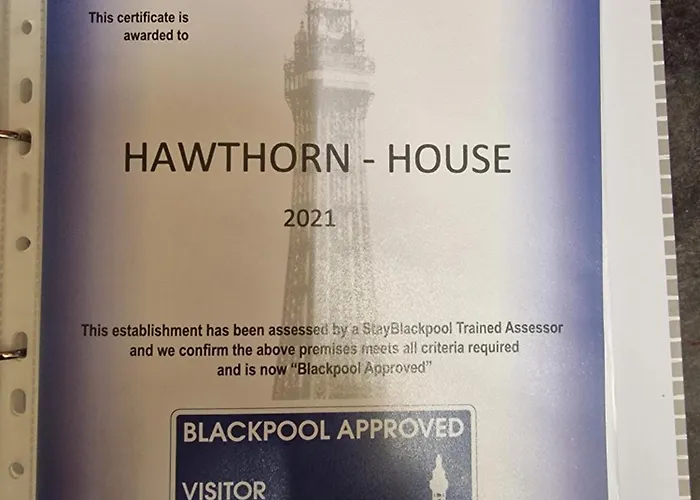 This certificate is
awarded to
HAWTHORN - HOUSE
2021
This establishment has been assessed by a StayBlackpool Trained Assessor
and we confirm the above premises meets all criteria required
and is now “Blackpool Approved”
BLACKPOOL APPROVED
VISITOR